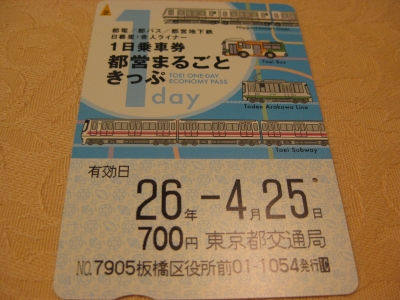 都電/都バス/都営地下鉄
日暮里・舎人ライナー
1日乗車券
都営まるごと
きっぷ
TOEI ONE-DAY
ECONOMY PASS
1
day
Toei Bus
Toden Arakawa Line
Toei Subway
有効日
26年-4月25日
700円 東京都交通局
NO.7905板橋区役所前01-1054発行